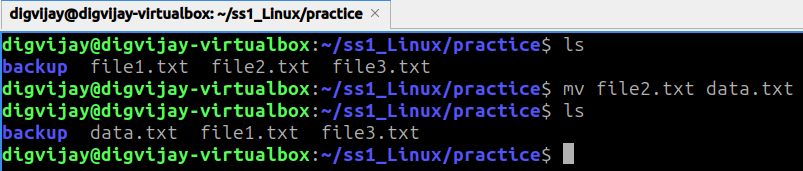 digvijay@digvijay-virtualbox: ~/ss1_Linux/practice ×
digvijay@digvijay-virtualbox:~/ss1_Linux/practice$ ls
backup file1.txt file2.txt file3.txt
digvijay@digvijay-virtualbox:~/ss1_Linux/practice$ mv file2.txt data.txt
digvijay@digvijay-virtualbox:~/ss1_Linux/practice$ ls
backup data.txt file1.txt file3.txt
digvijay@digvijay-virtualbox:~/ss1_Linux/practice$